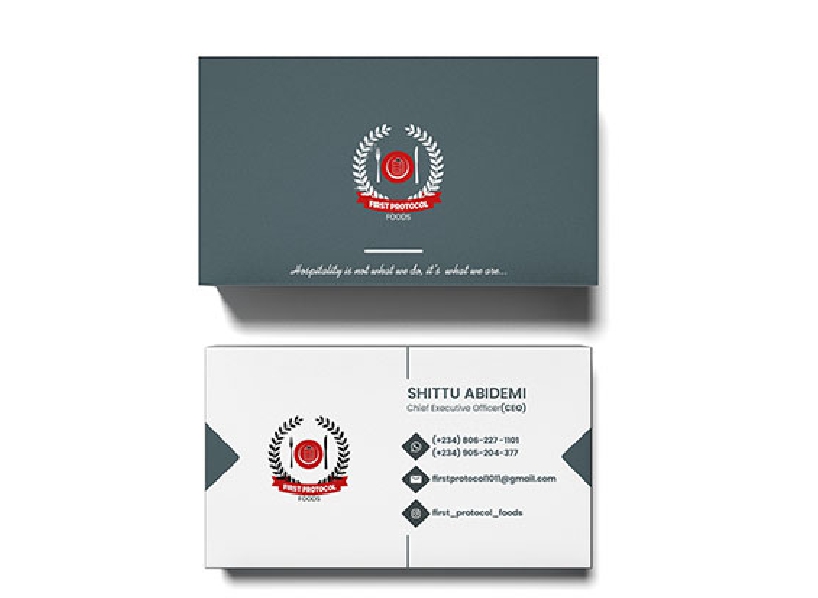 FIRST PROTOCOL
FOODS
Hospitality is not what we do, it's what we are...
SHITTU ABIDEMI
Chief Executive Officer(CEO)
(+234) 806-227-1101
(+234) 905-204-377
firstprotocol1011@gmail.com
first_protocol_foods
FIRST PROTOCOL
FOODS